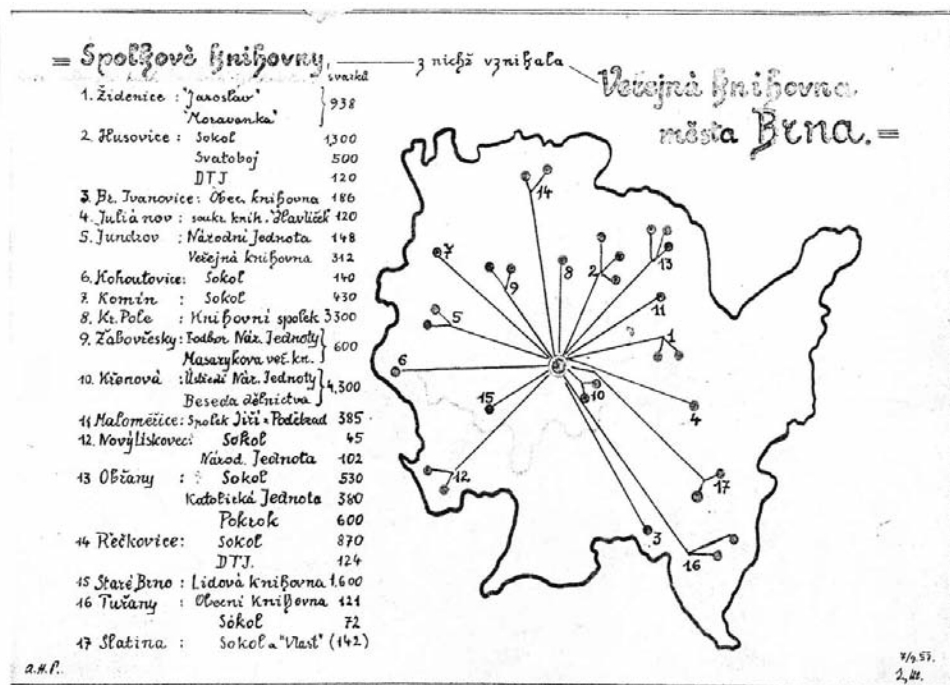 = Spolkové knihovny, — z nichž vznikala — Veřejná knihovna
města Brna. =
svazků
1. Židenice : "Jaroslav"
"Moravanka" } 938
2. Husovice : Sokol 1,300
Svatoboj 500
DTJ 120
3. Br. Ivanovice : Obec. knihovna 186
4. Juliánov : soukr. knih. Havlíček 120
5. Jundrov : Národní Jednota 148
Veřejná knihovna 312
6. Kohoutovice : Sokol 140
7. Komín : Sokol 430
8. Kr. Pole : Knihovní spolek 3300
9. Žabovřesky : Podbor Nár. Jednoty
Masarykova veř. kn. } 600
10. Křenová : Ústředí Nár. Jednoty
Beseda dělnictva } 4,300
11 Maloměřice : Spolek Jiří z Poděbrad 385
12. Nový Lískovec : Sokol 45
Národ. Jednota 102
13 Obřany : Sokol 530
Katolická Jednota 380
Pokrok 600
14 Řečkovice : Sokol 870
DTJ. 124
15 Staré Brno : Lidová knihovna 1.600
16 Tuřany : Obecní Knihovna 121
Sokol 72
17 Slatina : Sokol a "Vlast" (142)
a.H.P.
14
7
9
8
2
13
11
5
1
6
10
15
4
12
17
3
16